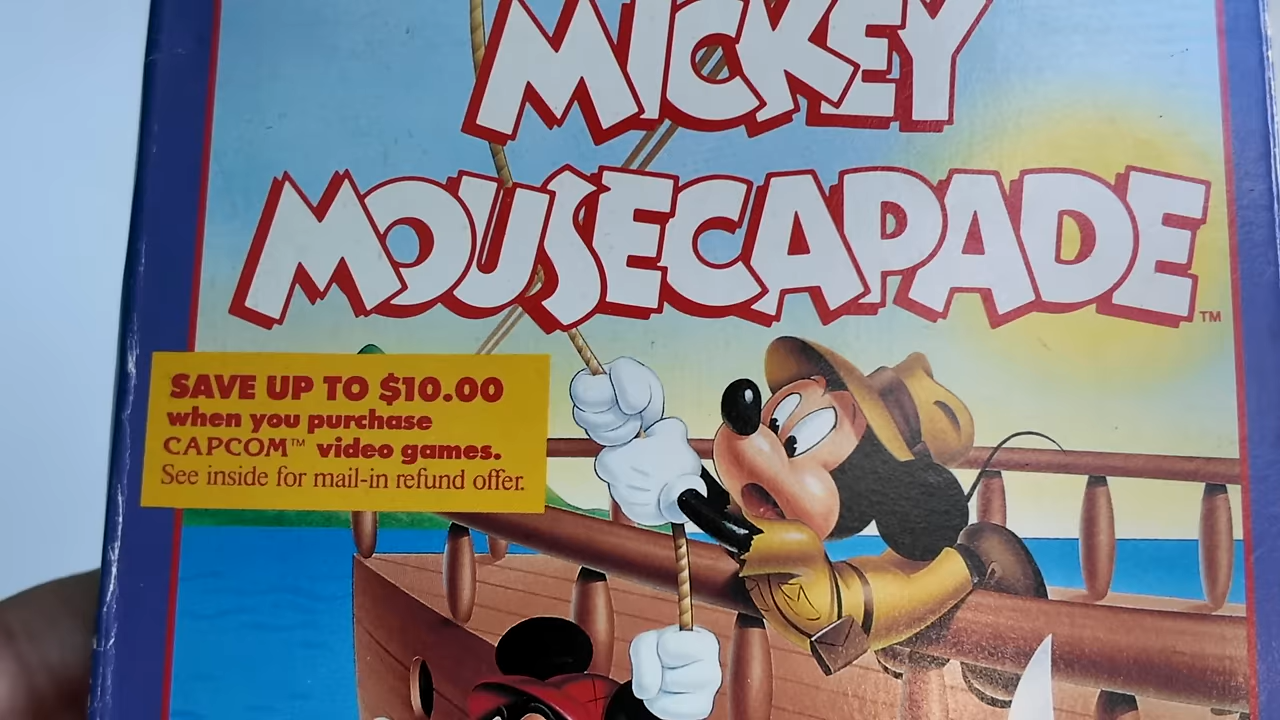 MICKEY
MOUSECAPADE™
SAVE UP TO $10.00
when you purchase
CAPCOM™ video games.
See inside for mail-in refund offer.